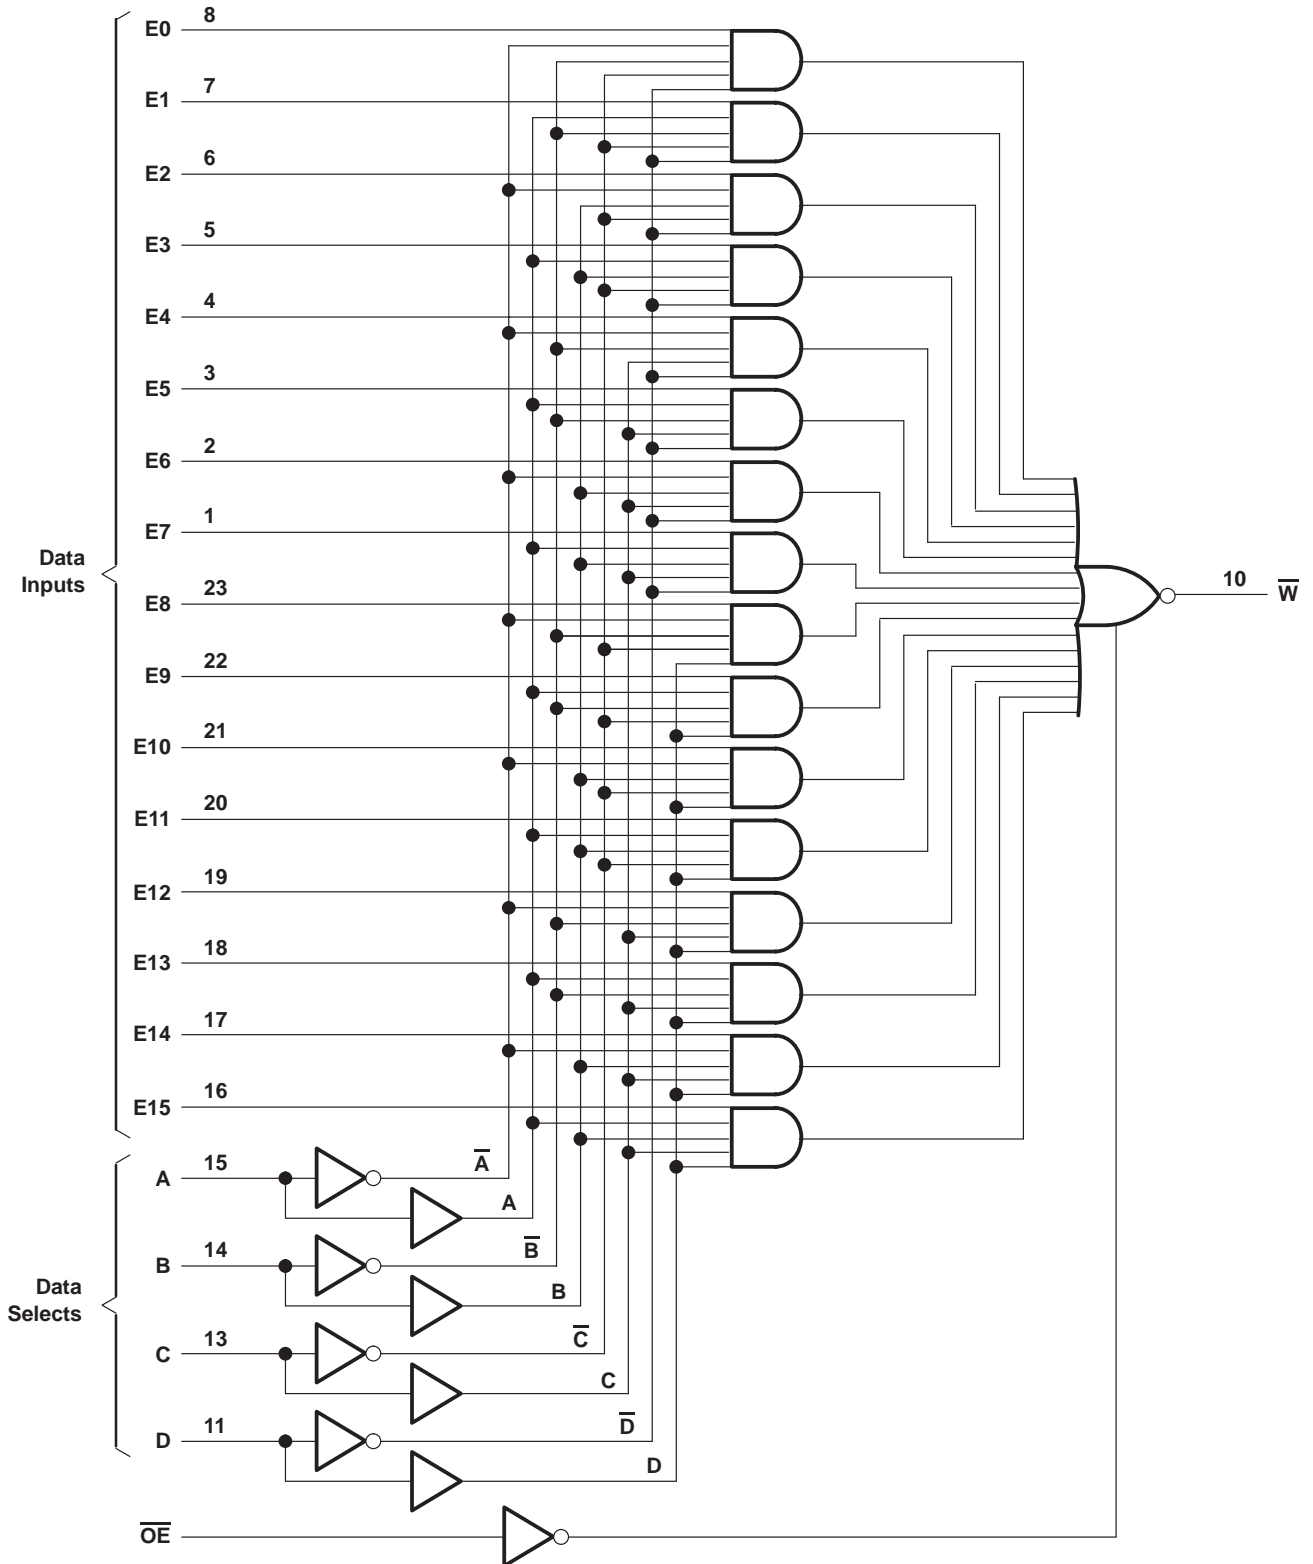 E0 8
E1 7
E2 6
E3 5
E4 4
E5 3
E6 2
E7 1
Data
Inputs
E8 23
10 W̅
E9 22
E10 21
E11 20
E12 19
E13 18
E14 17
E15 16
A 15 A̅
A
B 14 B̅
B
Data
Selects
C 13 C̅
C
D 11 D̅
D
O̅E̅